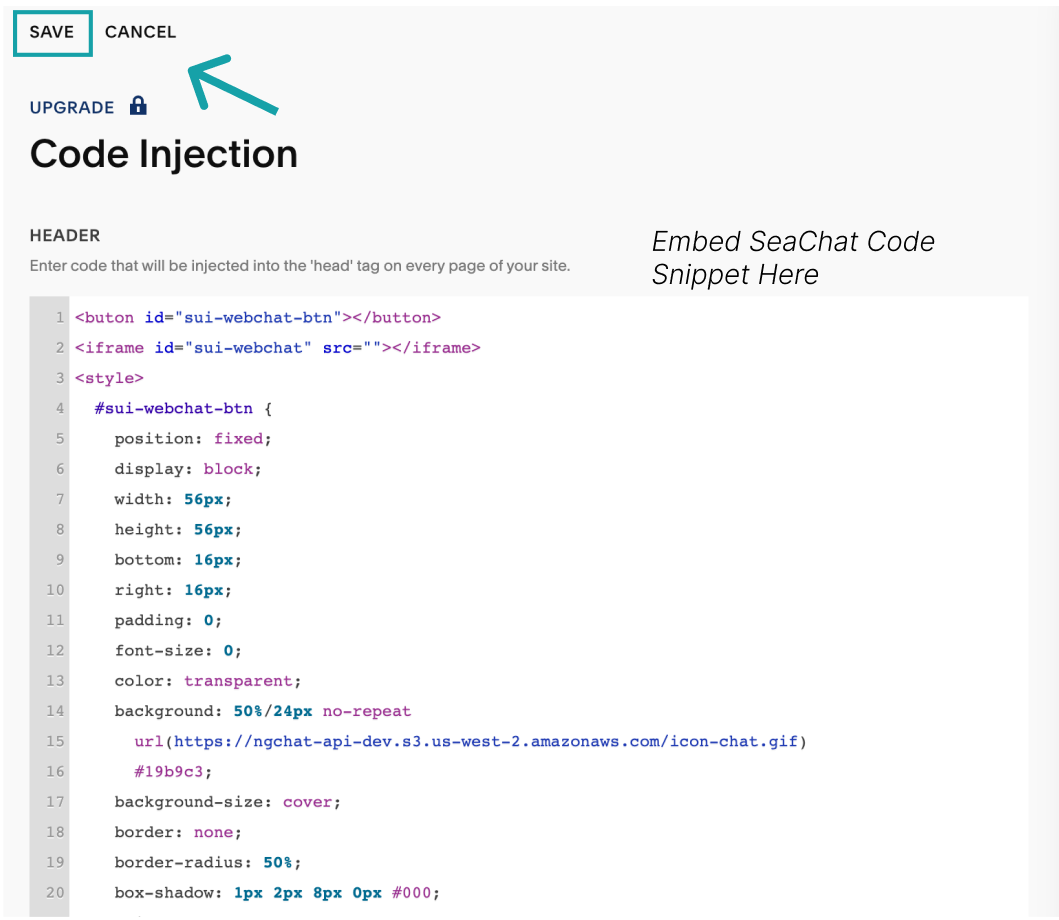 SAVE CANCEL
UPGRADE
Code Injection
HEADER
Enter code that will be injected into the 'head' tag on every page of your site.
Embed SeaChat Code
Snippet Here
1 <buton id="sui-webchat-btn"></button>
2 <iframe id="sui-webchat" src=""></iframe>
3 <style>
4 #sui-webchat-btn {
5 position: fixed;
6 display: block;
7 width: 56px;
8 height: 56px;
9 bottom: 16px;
10 right: 16px;
11 padding: 0;
12 font-size: 0;
13 color: transparent;
14 background: 50%/24px no-repeat
15 url(https://ngchat-api-dev.s3.us-west-2.amazonaws.com/icon-chat.gif)
16 #19b9c3;
17 background-size: cover;
18 border: none;
19 border-radius: 50%;
20 box-shadow: 1px 2px 8px 0px #000;